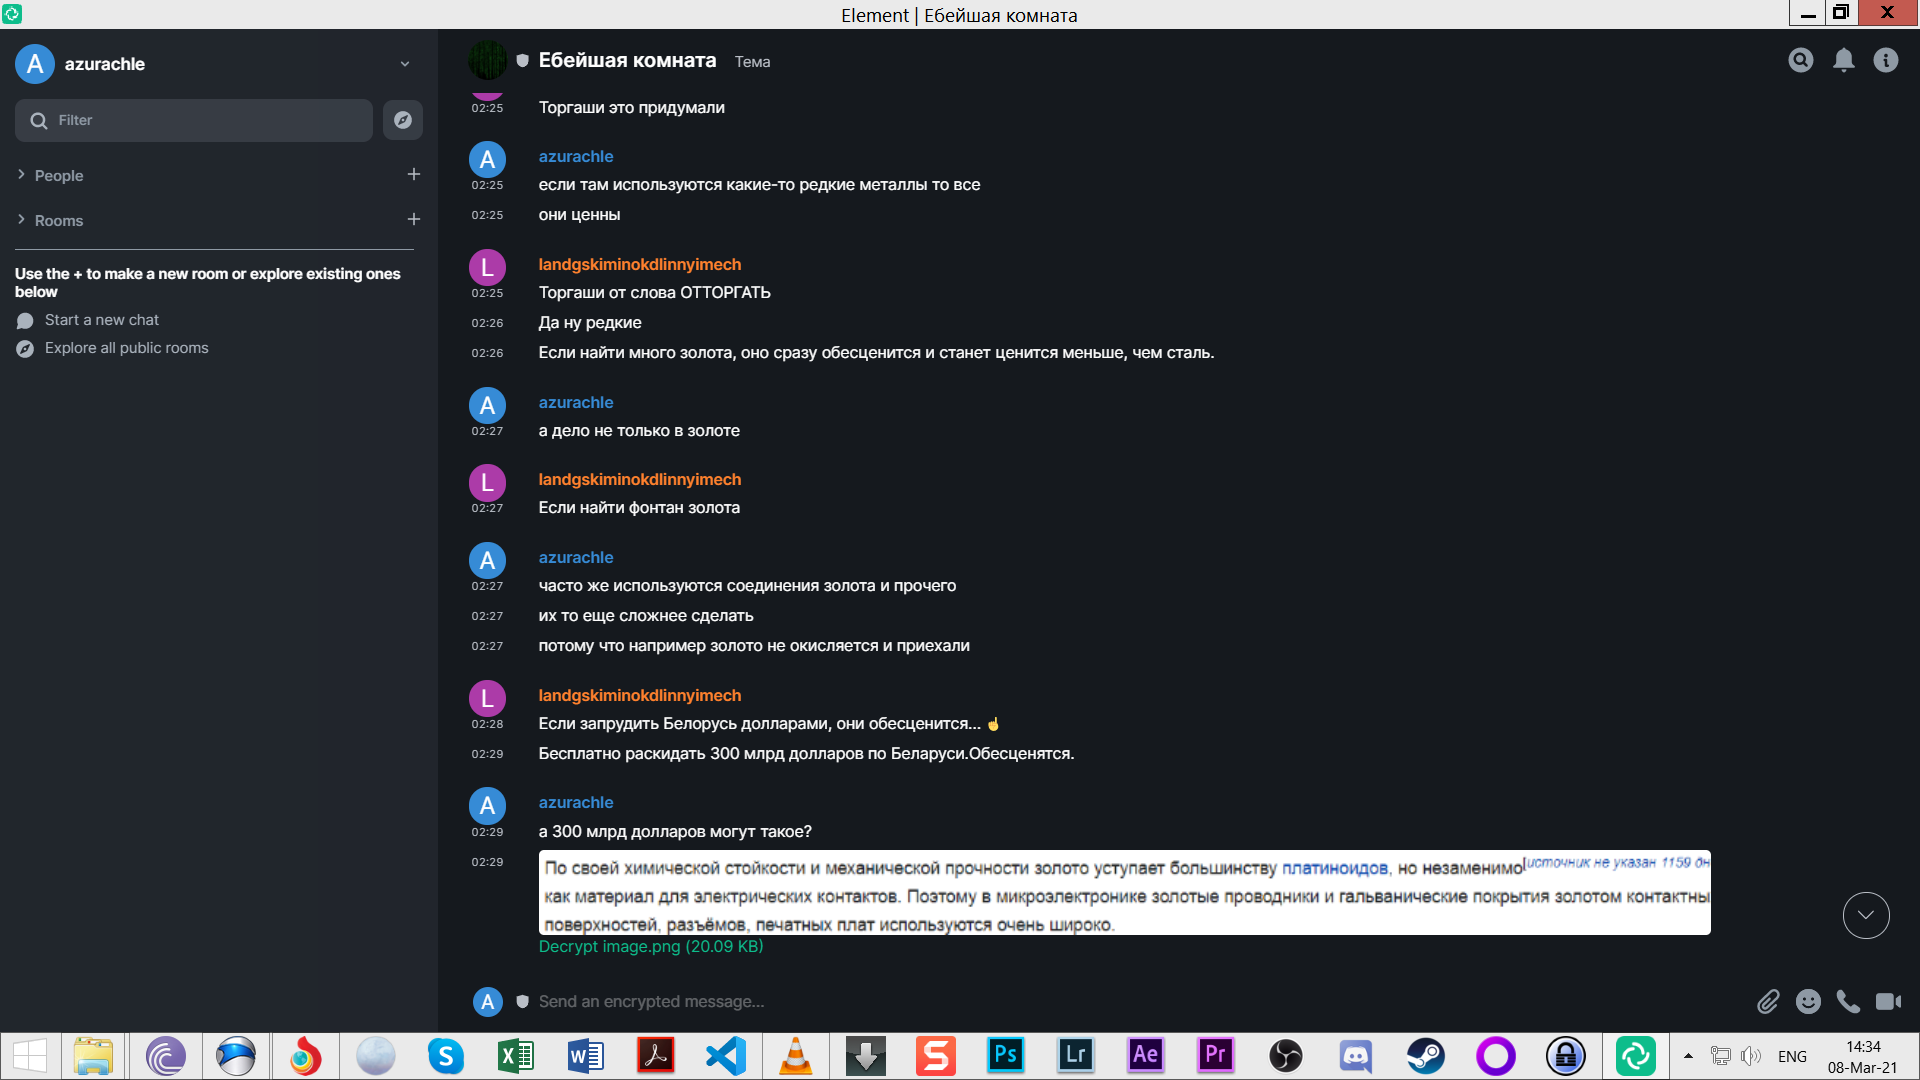 Element | Ебейшая комната
A azurachle
Filter
People
Rooms
Use the + to make a new room or explore existing ones
below
Start a new chat
Explore all public rooms
Ебейшая комната Тема
02:25 Торгаши это придумали
A azurachle
02:25 если там используются какие-то редкие металлы то все
02:25 они ценны
L landgskiminokdlinnyimech
02:25 Торгаши от слова ОТТОРГАТЬ
02:26 Да ну редкие
02:26 Если найти много золота, оно сразу обесценится и станет ценится меньше, чем сталь.
A azurachle
02:27 а дело не только в золоте
L landgskiminokdlinnyimech
02:27 Если найти фонтан золота
A azurachle
02:27 часто же используются соединения золота и прочего
02:27 их то еще сложнее сделать
02:27 потому что например золото не окисляется и приехали
L landgskiminokdlinnyimech
02:28 Если запрудить Белорусь долларами, они обесценится... ☝
02:29 Бесплатно раскидать 300 млрд долларов по Беларуси.Обесценятся.
A azurachle
02:29 а 300 млрд долларов могут такое?
02:29 По своей химической стойкости и механической прочности золото уступает большинству платиноидов, но незаменимо[источник не указан 1159 дн
как материал для электрических контактов. Поэтому в микроэлектронике золотые проводники и гальванические покрытия золотом контактны
поверхностей, разъёмов, печатных плат используются очень широко.
Decrypt image.png (20.09 KB)
A Send an encrypted message...
S Ps Lr Ae Pr ENG 14:34
08-Mar-21